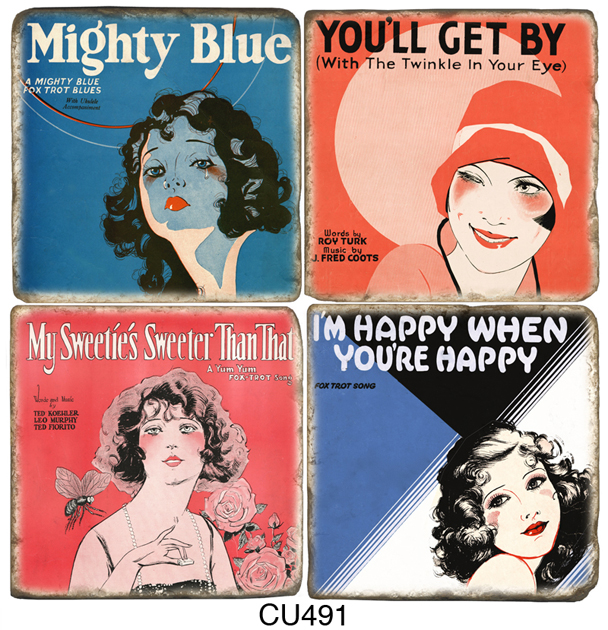 Mighty Blue
A MIGHTY BLUE
FOX TROT BLUES
With Ukulele
Accompaniment
YOU'LL GET BY
(With The Twinkle In Your Eye)
Words by
ROY TURK
Music by
J. FRED COOTS
My Sweetie's Sweeter Than That
A Yum Yum
FOX-TROT Song
Words and Music
by
TED KOEHLER
LEO MURPHY
TED FIORITO
I'M HAPPY WHEN
YOU'RE HAPPY
FOX TROT SONG
CU491